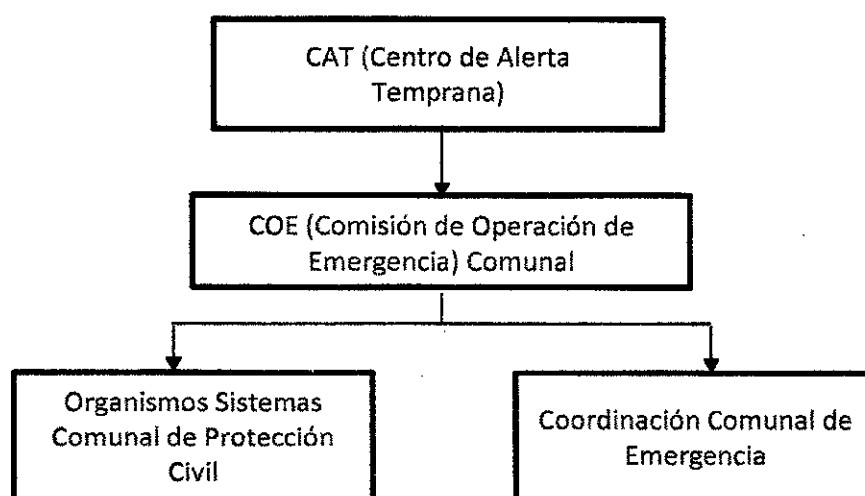 CAT (Centro de Alerta
Temprana)
COE (Comisión de Operación de
Emergencia) Comunal
Organismos Sistemas
Comunal de Protección
Civil
Coordinación Comunal de
Emergencia